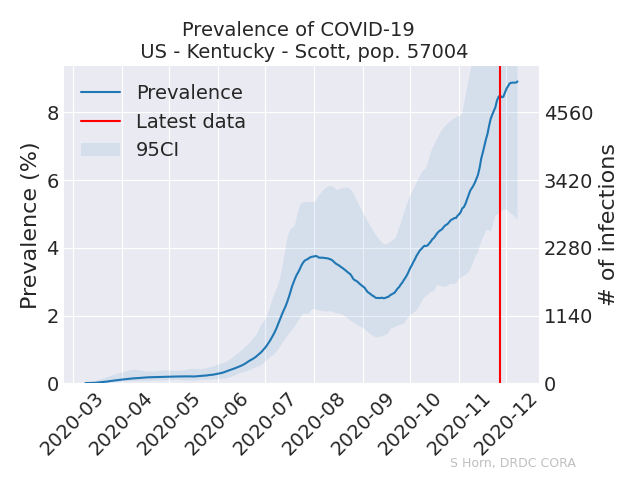 Prevalence of COVID-19
US - Kentucky - Scott, pop. 57004
Prevalence
Latest data
95CI
Prevalence (%)
8
6
4
2
0
4560
3420
2280
1140
0
# of infections
2020-03
2020-04
2020-05
2020-06
2020-07
2020-08
2020-09
2020-10
2020-11
2020-12
S Horn, DRDC CORA